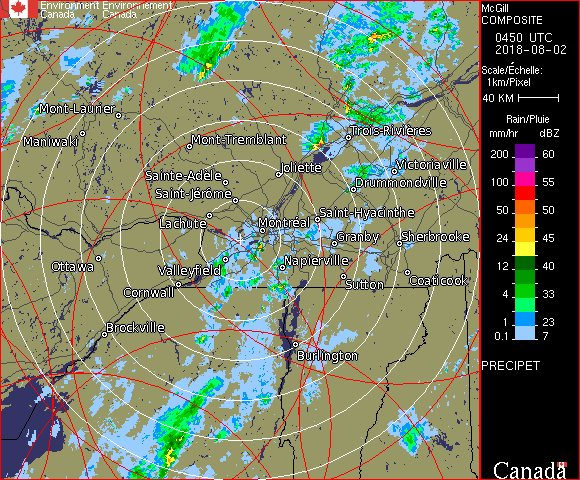 Environment Environnement
Canada Canada
McGill
COMPOSITE
0450 UTC
2018-08-02
Scale/Échelle:
1km/Pixel
40 KM
Rain/Pluie
mm/hr dBZ
200 60
100 55
50 50
24 45
12 40
4 33
1 23
0.1 7
PRECIPET
Canada
Mont-Laurier
Maniwaki
Mont-Tremblant
Trois-Rivières
Joliette
Victoriaville
Sainte-Adèle
Drummondville
Saint-Jérôme
Lachute
Saint-Hyacinthe
Montréal
Granby
Sherbrooke
Ottawa
Valleyfield
Napierville
Cornwall
Sutton
Coaticook
Brockville
Burlington